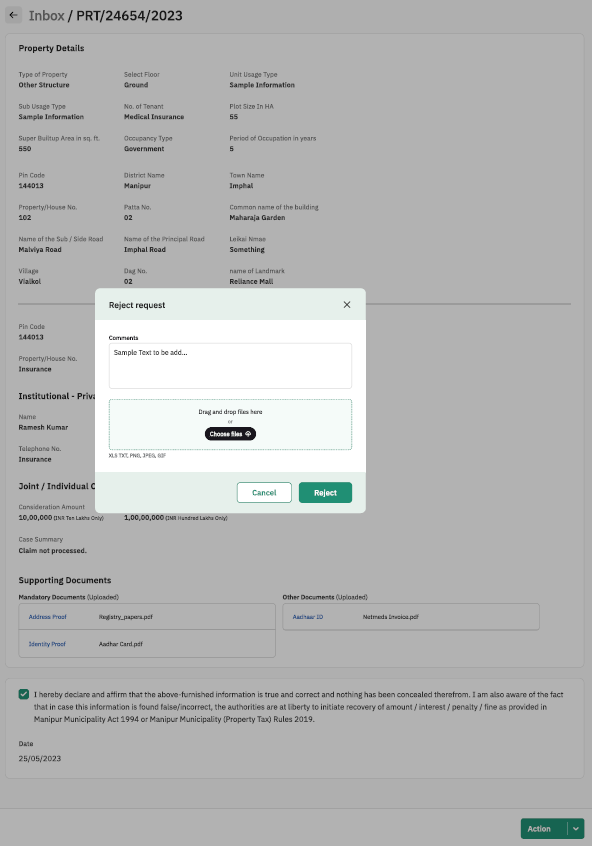 Inbox / PRT/24654/2023
Property Details
Type of Property Select Floor Unit Usage Type
Other Structure Ground Sample Information
Sub Usage Type No. of Tenant Plot Size In HA
Sample Information Medical Insurance 55
Super Builtup Area in sq. ft. Occupancy Type Period of Occupation in years
550 Government 5
Pin Code District Name Town Name
144013 Manipur Imphal
Property/House No. Patta No. Common name of the building
102 02 Maharaja Garden
Name of the Sub / Side Road Name of the Principal Road Leikai Nmae
Malviya Road Imphal Road Something
Village Dag No. name of Landmark
Vialkol 02 Reliance Mall
Reject request
Comments
Sample Text to be add...
Drag and drop files here
or
Choose files
XLS TXT, PNG, JPEG, GIF
Cancel Reject
Pin Code
144013
Property/House No.
Insurance
Institutional - Priva
Name
Ramesh Kumar
Telephone No.
Insurance
Joint / Individual
Consideration Amount
10,00,000 (INR Ten Lakhs Only) 1,00,00,000 (INR Hundred Lakhs Only)
Case Summary
Claim not processed.
Supporting Documents
Mandatory Documents (Uploaded) Other Documents (Uploaded)
Address Proof Registry_papers.pdf Aadhaar ID Netmeds Invoice.pdf
Identity Proof Aadhar Card.pdf
I hereby declare and affirm that the above-furnished information is true and correct and nothing has been concealed therefrom. I am also aware of the fact
that in case this information is found false/incorrect, the authorities are at liberty to initiate recovery of amount / interest / penalty / fine as provided in
Manipur Municipality Act 1994 or Manipur Municipality (Property Tax) Rules 2019.
Date
25/05/2023
Action